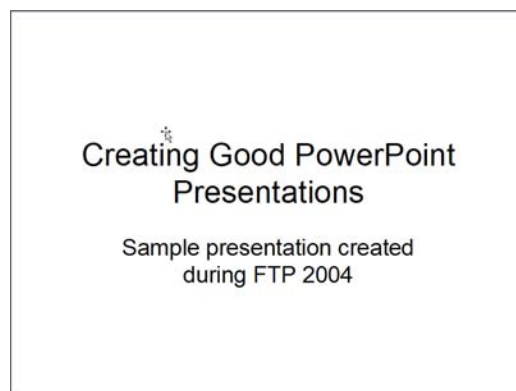 Creating Good PowerPoint
Presentations
Sample presentation created
during FTP 2004